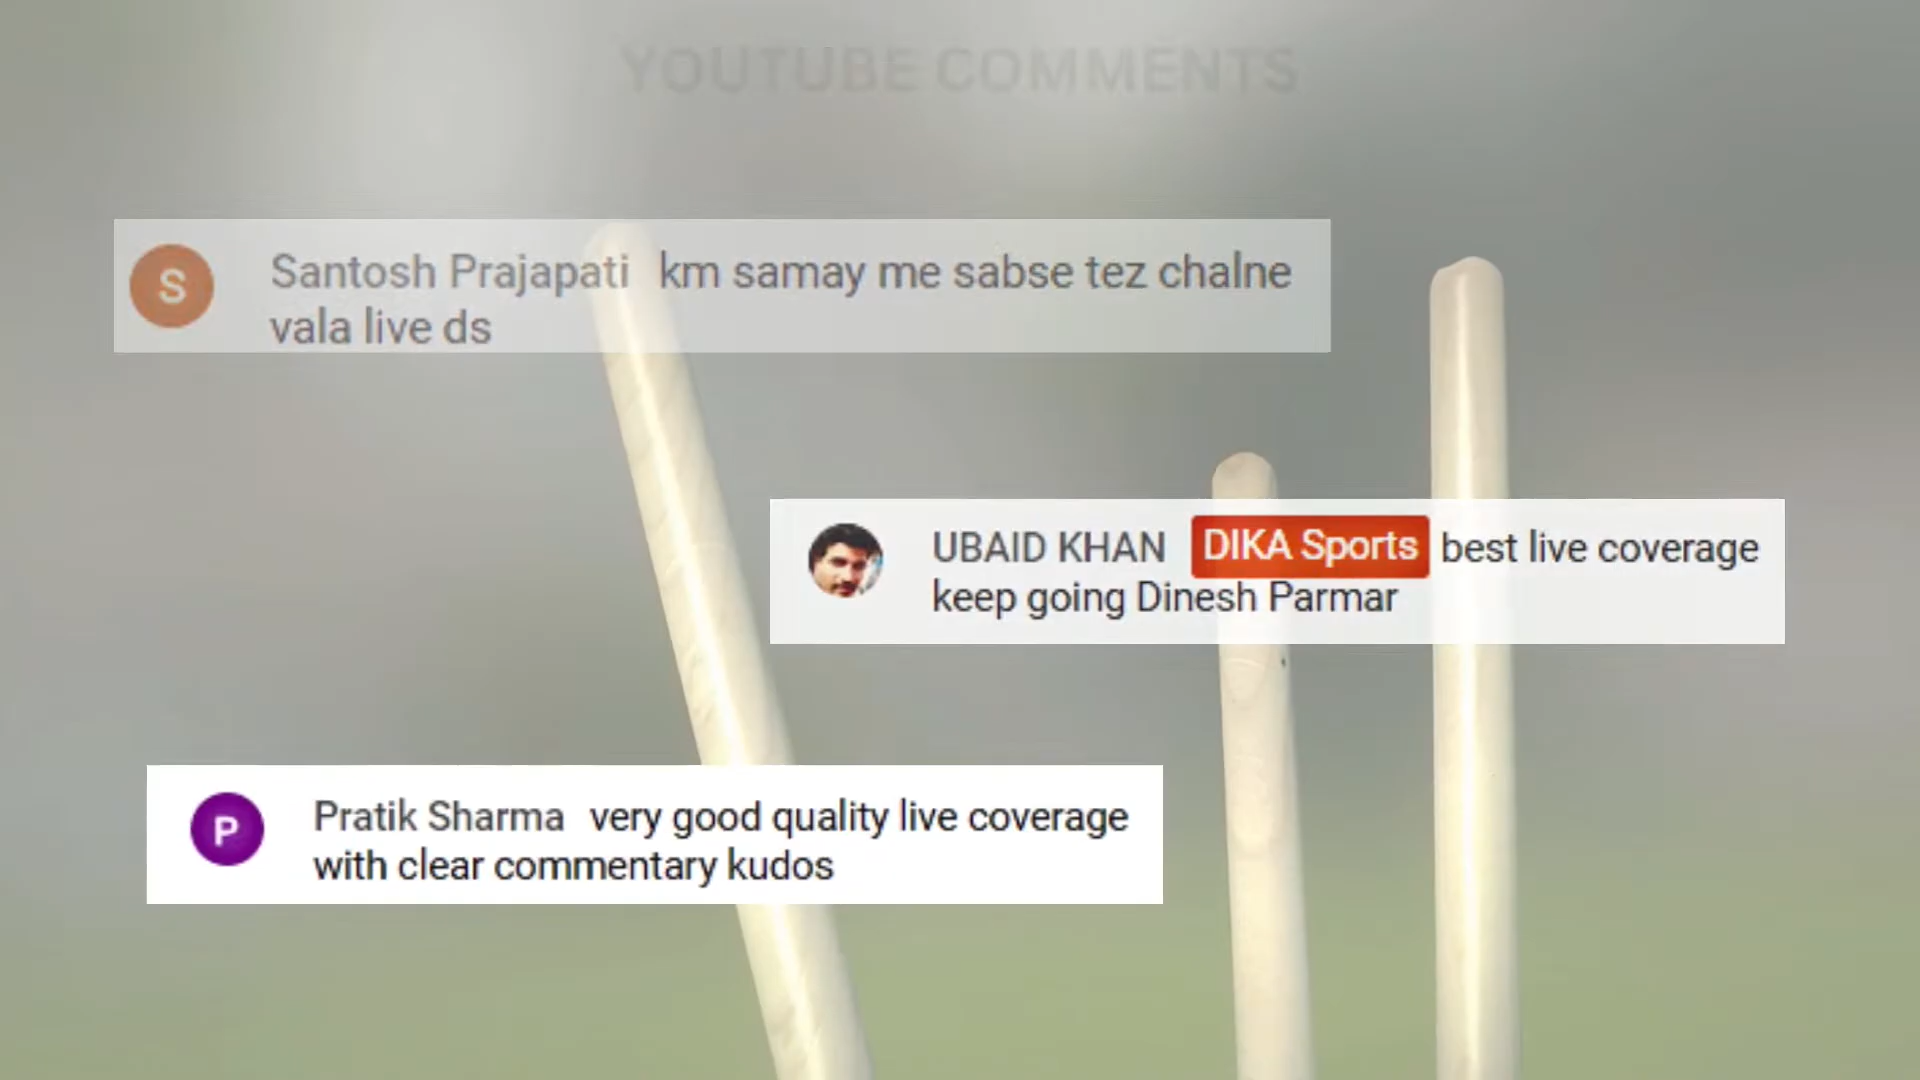 YOUTUBE COMMENTS
S
Santosh Prajapati km samay me sabse tez chalne
vala live ds
UBAID KHAN DIKA Sports best live coverage
keep going Dinesh Parmar
P
Pratik Sharma very good quality live coverage
with clear commentary kudos